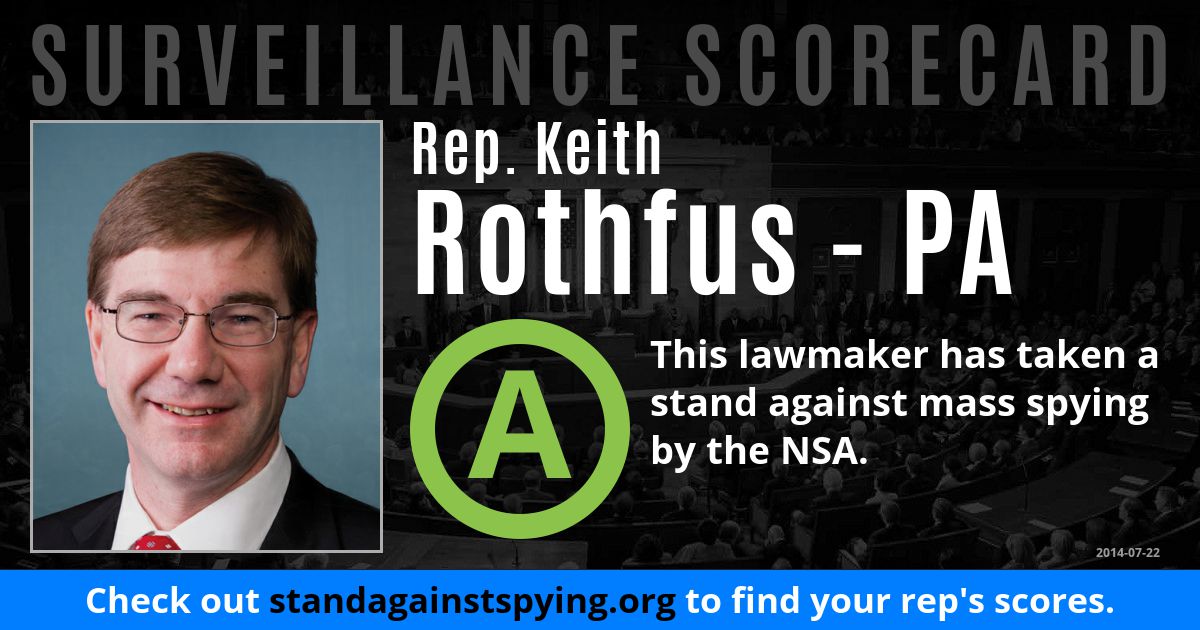 SURVEILLANCE SCORECARD
Rep. Keith
Rothfus - PA
A
This lawmaker has taken a
stand against mass spying
by the NSA.
2014-07-22
Check out standagainstspying.org to find your rep's scores.